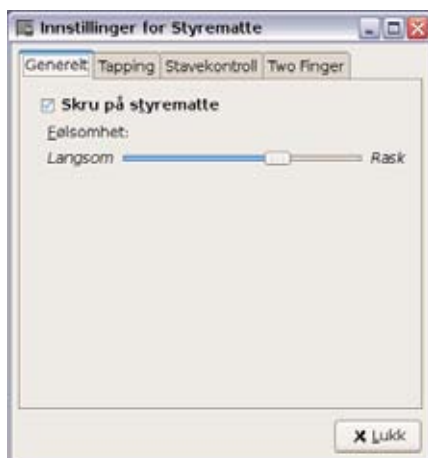 Innstillinger for Styrematte
Generelt Tapping Stavekontroll Two Finger
Skru på styrematte
Følsomhet:
Langsom Rask
Lukk